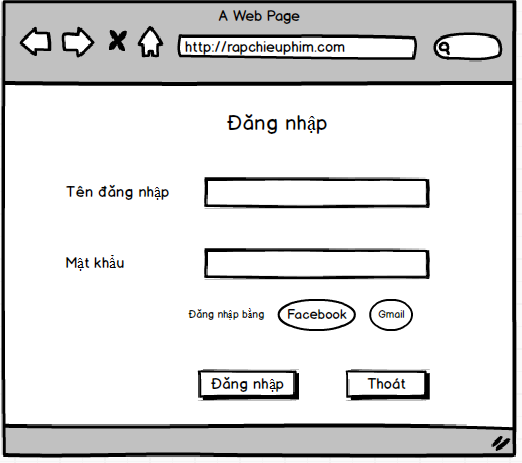 A Web Page
http://rapchieuphim.com
Đăng nhập
Tên đăng nhập
Mật khẩu
Đăng nhập bằng Facebook Gmail
Đăng nhập Thoát